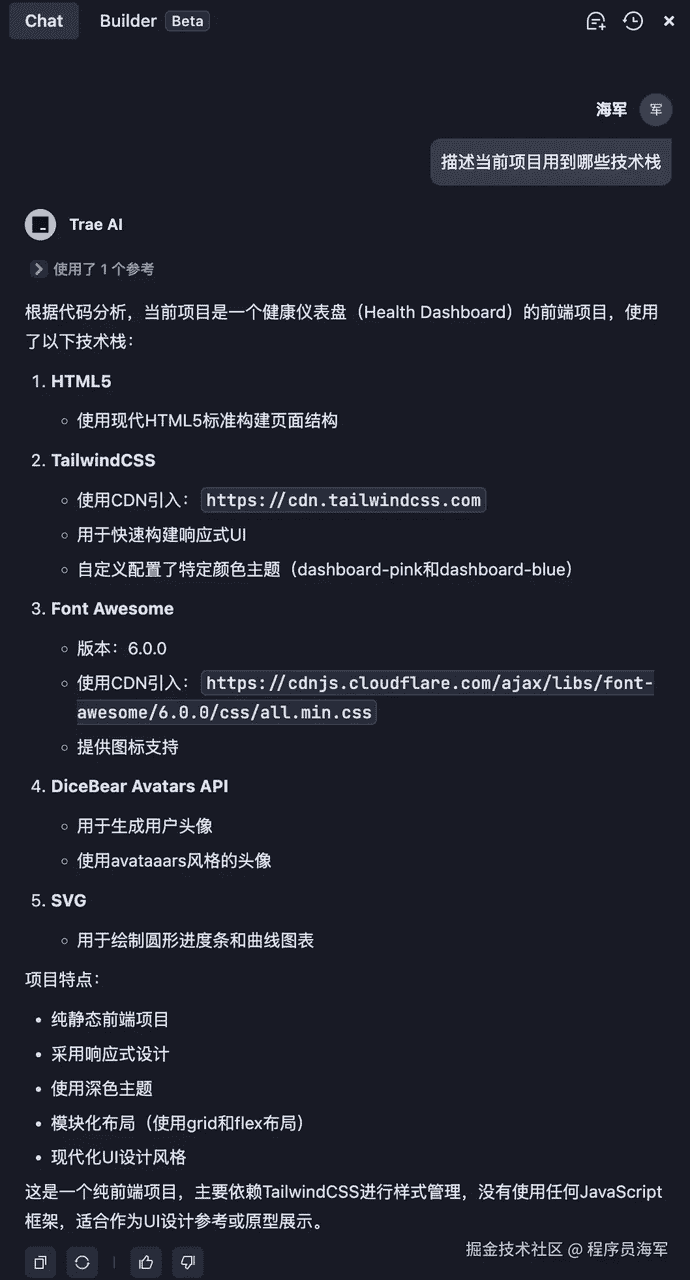 Chat Builder Beta
海军 军
描述当前项目用到哪些技术栈
Trae AI
使用了 1 个参考
根据代码分析，当前项目是一个健康仪表盘（Health Dashboard）的前端项目，使用
了以下技术栈：
1. HTML5
使用现代HTML5标准构建页面结构
2. TailwindCSS
使用CDN引入： https://cdn.tailwindcss.com
用于快速构建响应式UI
自定义配置了特定颜色主题（dashboard-pink和dashboard-blue）
3. Font Awesome
版本：6.0.0
使用CDN引入： https://cdnjs.cloudflare.com/ajax/libs/font-
awesome/6.0.0/css/all.min.css
提供图标支持
4. DiceBear Avatars API
用于生成用户头像
使用avataaars风格的头像
5. SVG
用于绘制圆形进度条和曲线图表
项目特点：
纯静态前端项目
采用响应式设计
使用深色主题
模块化布局（使用grid和flex布局）
现代化UI设计风格
这是一个纯前端项目，主要依赖TailwindCSS进行样式管理，没有使用任何JavaScript
框架，适合作为UI设计参考或原型展示。
掘金技术社区 @ 程序员海军